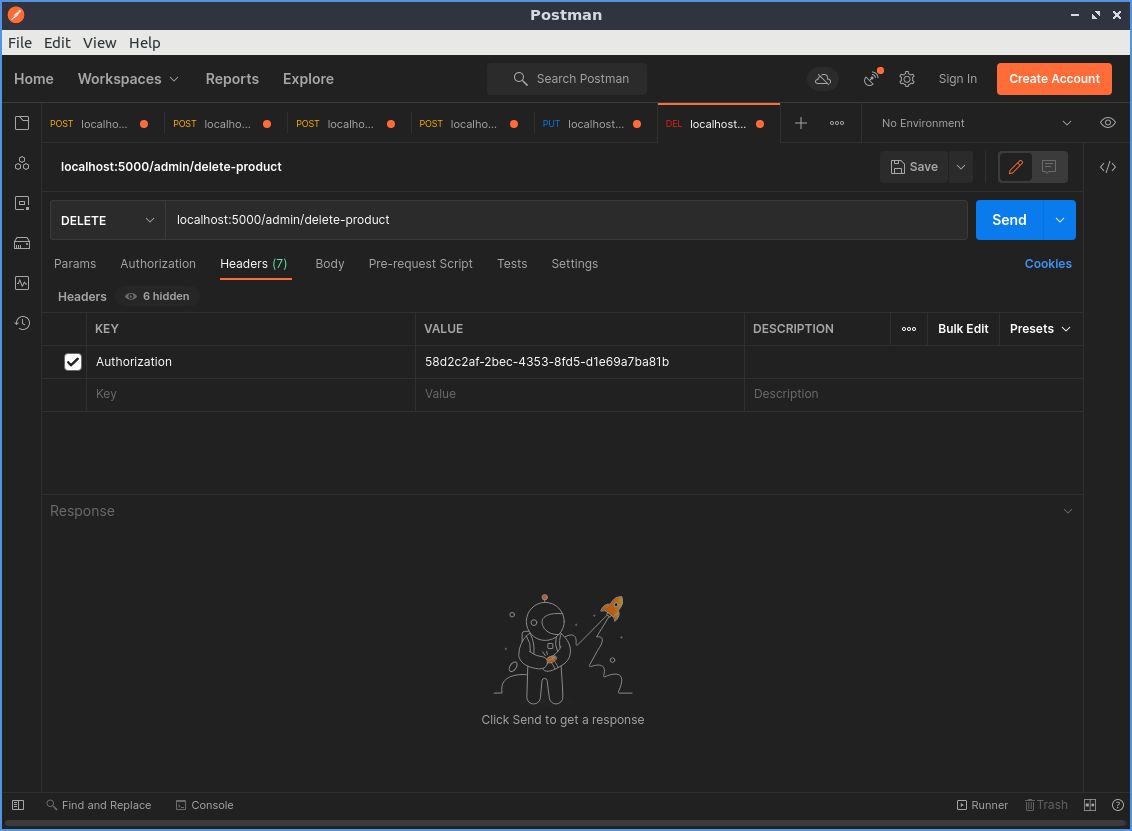 Postman
File Edit View Help
Home Workspaces Reports Explore Search Postman Sign In Create Account
POST localho... POST localho... POST localho... POST localho... PUT localhost... DEL localhost... No Environment
localhost:5000/admin/delete-product Save
DELETE localhost:5000/admin/delete-product Send
Params Authorization Headers (7) Body Pre-request Script Tests Settings Cookies
Headers 6 hidden
KEY VALUE DESCRIPTION Bulk Edit Presets
Authorization 58d2c2af-2bec-4353-8fd5-d1e69a7ba81b
Key Value Description
Response
Click Send to get a response
Find and Replace Console Runner Trash